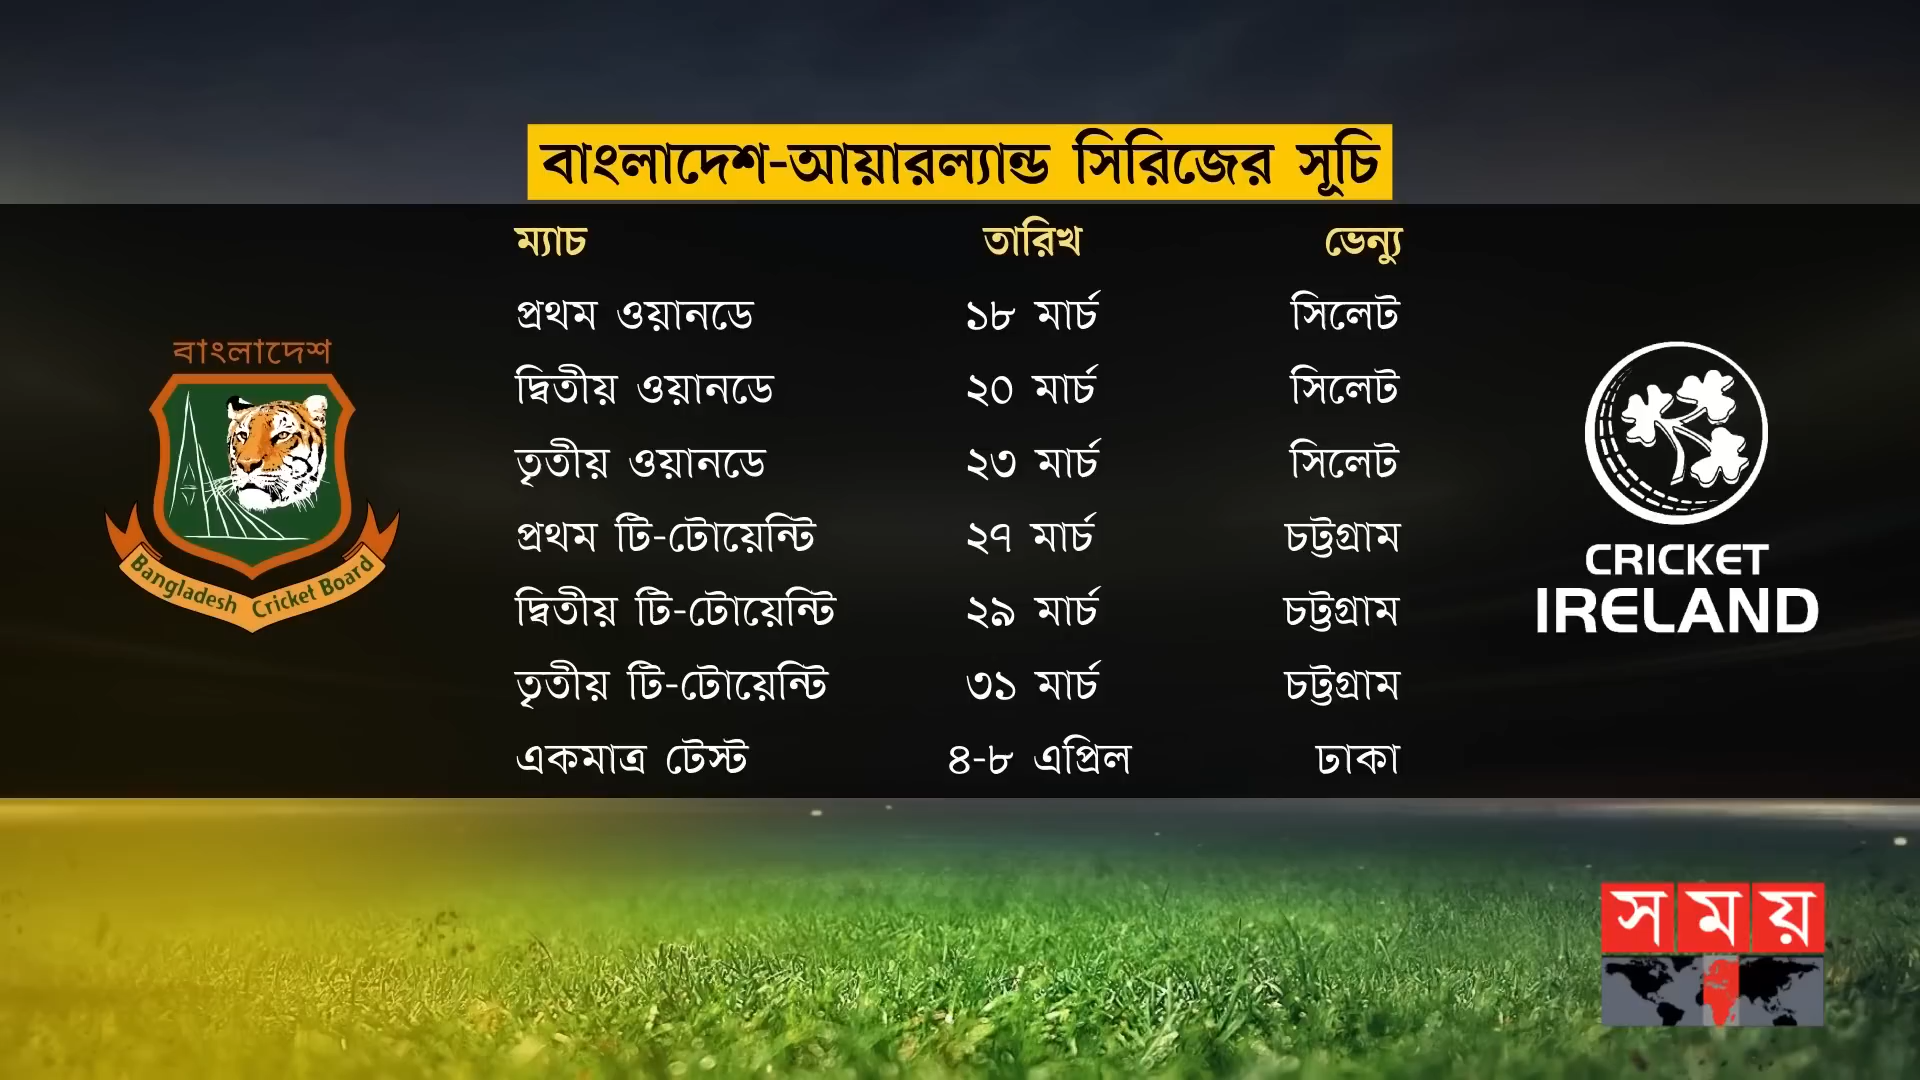 বাংলাদেশ-আয়ারল্যান্ড সিরিজের সূচি
ম্যাচ তারিখ ভেন্যু
প্রথম ওয়ানডে ১৮ মার্চ সিলেট
দ্বিতীয় ওয়ানডে ২০ মার্চ সিলেট
তৃতীয় ওয়ানডে ২৩ মার্চ সিলেট
প্রথম টি-টোয়েন্টি ২৭ মার্চ চট্টগ্রাম
দ্বিতীয় টি-টোয়েন্টি ২৯ মার্চ চট্টগ্রাম
তৃতীয় টি-টোয়েন্টি ৩১ মার্চ চট্টগ্রাম
একমাত্র টেস্ট ৪-৮ এপ্রিল ঢাকা
বাংলাদেশ
Bangladesh Cricket Board
CRICKET
IRELAND
সময়